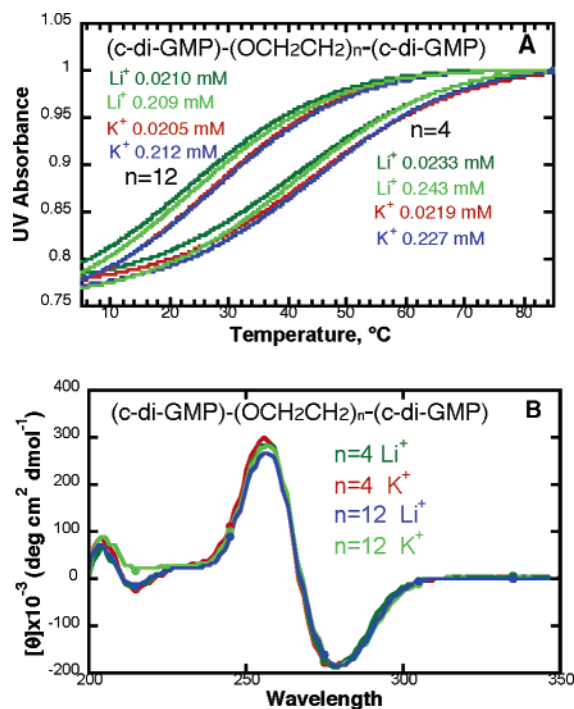 (c-di-GMP)-(OCH2CH2)n-(c-di-GMP) A
Li+ 0.0210 mM
Li+ 0.209 mM
K+ 0.0205 mM
K+ 0.212 mM
n=12
n=4
Li+ 0.0233 mM
Li+ 0.243 mM
K+ 0.0219 mM
K+ 0.227 mM
UV Absorbance
1.05
1
0.95
0.9
0.85
0.8
0.75
10 20 30 40 50 60 70 80
Temperature, °C
(c-di-GMP)-(OCH2CH2)n-(c-di-GMP) B
n=4 Li+
n=4 K+
n=12 Li+
n=12 K+
[θ]x10-3 (deg cm2 dmol-1)
400
300
200
100
0
-100
-200
200 250 300 350
Wavelength